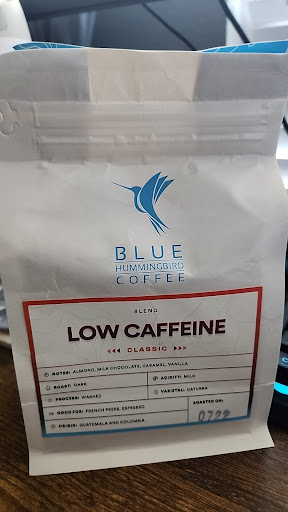 BLUE
HUMMINGBIRD
COFFEE
BLEND
LOW CAFFEINE
CLASSIC
NOTES: ALMOND, MILK CHOCOLATE, CARAMEL, VANILLA
ROAST: DARK
ACIDITY: MILD
PROCESS: WASHED
VARIETAL: CATURRA
GOOD FOR: FRENCH PRESS, ESPRESSO
ROASTED ON:
ORIGIN: GUATEMALA AND COLOMBIA
0722